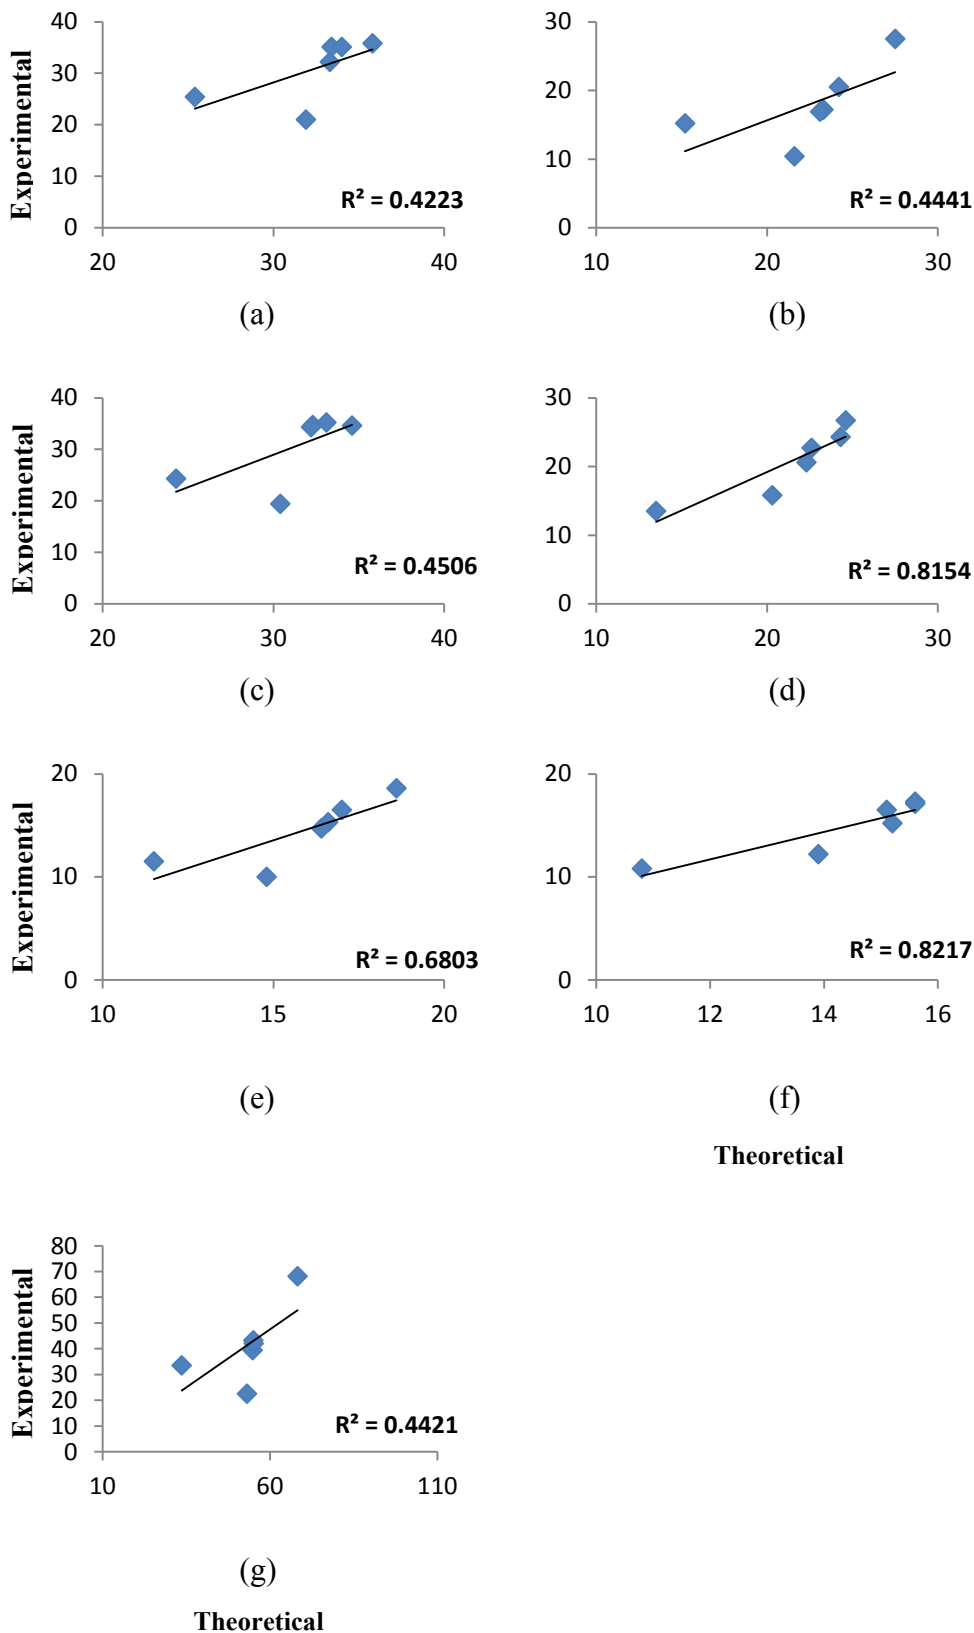 40
30
20
10
0
Experimental
R² = 0.4223
20 30 40
(a)
30
20
10
0
R² = 0.4441
10 20 30
(b)
40
30
20
10
0
Experimental
R² = 0.4506
20 30 40
(c)
30
20
10
0
R² = 0.8154
10 20 30
(d)
20
10
0
Experimental
R² = 0.6803
10 15 20
(e)
20
10
0
R² = 0.8217
10 12 14 16
(f)
Theoretical
80
70
60
50
40
30
20
10
0
Experimental
R² = 0.4421
10 60 110
(g)
Theoretical